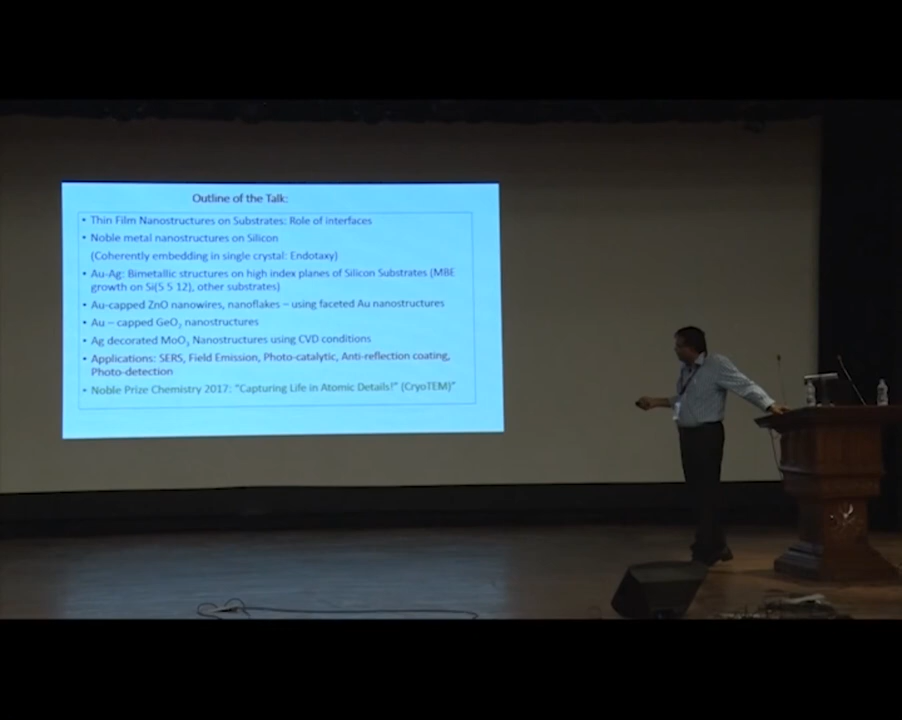 Outline of the Talk:
• Thin Film Nanostructures on Substrates: Role of interfaces
• Noble metal nanostructures on Silicon
(Coherently embedding in single crystal: Endotaxy)
• Au-Ag: Bimetallic structures on high index planes of Silicon Substrates (MBE
growth on Si(5 5 12), other substrates)
• Au-capped ZnO nanowires, nanoflakes – using faceted Au nanostructures
• Au – capped GeO₂ nanostructures
• Ag decorated MoO₃ Nanostructures using CVD conditions
• Applications: SERS, Field Emission, Photo-catalytic, Anti-reflection coating,
Photo-detection
• Noble Prize Chemistry 2017: "Capturing Life in Atomic Details!" (CryoTEM)"